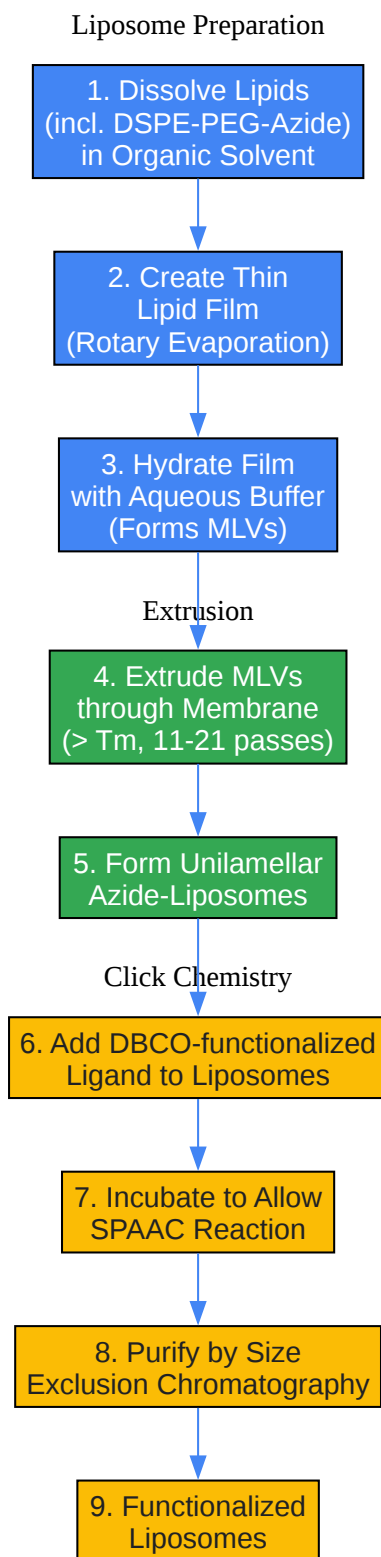 Liposome Preparation
1. Dissolve Lipids
(incl. DSPE-PEG-Azide)
in Organic Solvent
2. Create Thin
Lipid Film
(Rotary Evaporation)
3. Hydrate Film
with Aqueous Buffer
(Forms MLVs)
Extrusion
4. Extrude MLVs
through Membrane
(> Tm, 11-21 passes)
5. Form Unilamellar
Azide-Liposomes
Click Chemistry
6. Add DBCO-functionalized
Ligand to Liposomes
7. Incubate to Allow
SPAAC Reaction
8. Purify by Size
Exclusion Chromatography
9. Functionalized
Liposomes